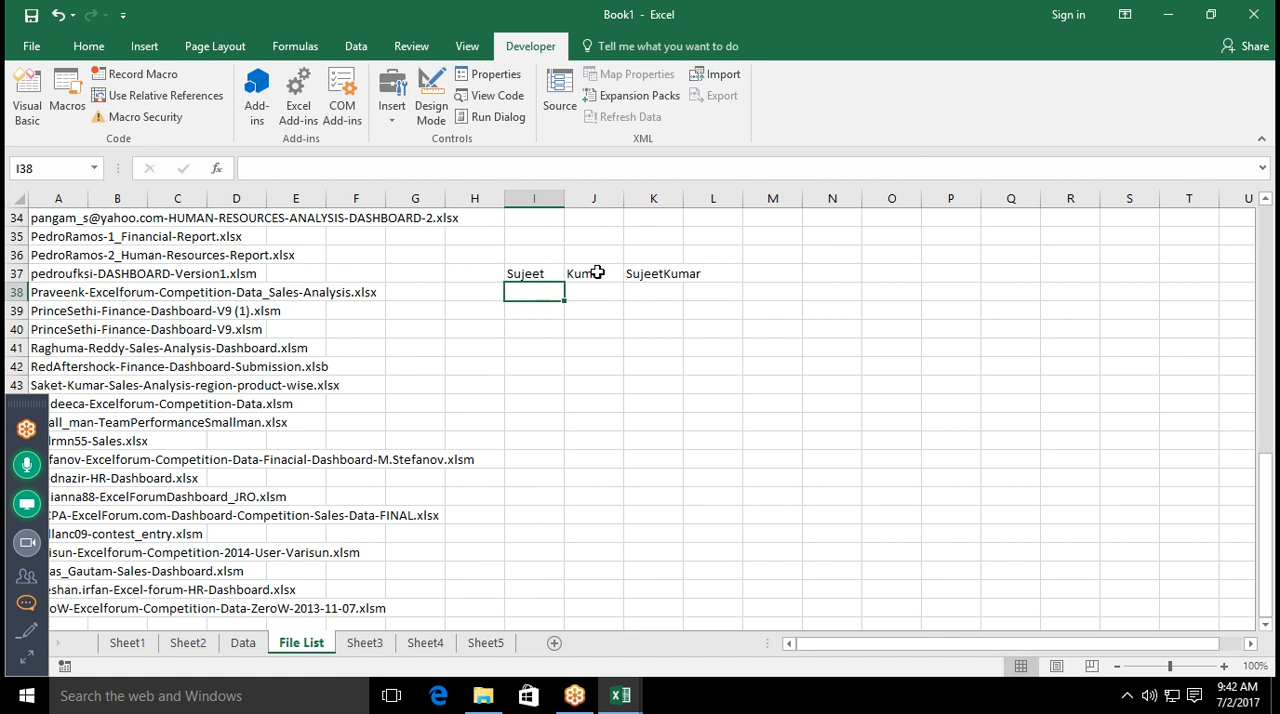 Book1 - Excel
Sign in
File Home Insert Page Layout Formulas Data Review View Developer Tell me what you want to do Share
Visual Basic
Macros
Record Macro
Use Relative References
Macro Security
Code
Add-ins
Excel Add-ins
COM Add-ins
Add-ins
Insert
Design Mode
Properties
View Code
Run Dialog
Controls
Source
Map Properties
Expansion Packs
Refresh Data
Import
Export
XML
I38
fx
A B C D E F G H I J K L M N O P Q R S T U
34 pangam_s@yahoo.com-HUMAN-RESOURCES-ANALYSIS-DASHBOARD-2.xlsx
35 PedroRamos-1_Financial-Report.xlsx
36 PedroRamos-2_Human-Resources-Report.xlsx
37 pedroufksi-DASHBOARD-Version1.xlsm Sujeet SujeetKumar
38 Praveenk-Excelforum-Competition-Data_Sales-Analysis.xlsx
39 PrinceSethi-Finance-Dashboard-V9 (1).xlsm
40 PrinceSethi-Finance-Dashboard-V9.xlsm
41 Raghuma-Reddy-Sales-Analysis-Dashboard.xlsm
42 RedAftershock-Finance-Dashboard-Submission.xlsb
43 Saket-Kumar-Sales-Analysis-region-product-wise.xlsx
deeca-Excelforum-Competition-Data.xlsm
all_man-TeamPerformanceSmallman.xlsx
lrmn55-Sales.xlsx
fanov-Excelforum-Competition-Data-Finacial-Dashboard-M.Stefanov.xlsm
dnazir-HR-Dashboard.xlsx
ianna88-ExcelForumDashboard_JRO.xlsm
CPA-ExcelForum.com-Dashboard-Competition-Sales-Data-FINAL.xlsx
llanc09-contest_entry.xlsm
isun-Excelforum-Competition-2014-User-Varisun.xlsm
as_Gautam-Sales-Dashboard.xlsm
eshan.irfan-Excel-forum-HR-Dashboard.xlsx
oW-Excelforum-Competition-Data-ZeroW-2013-11-07.xlsm
Sheet1 Sheet2 Data File List Sheet3 Sheet4 Sheet5
100%
Search the web and Windows
9:42 AM
7/2/2017